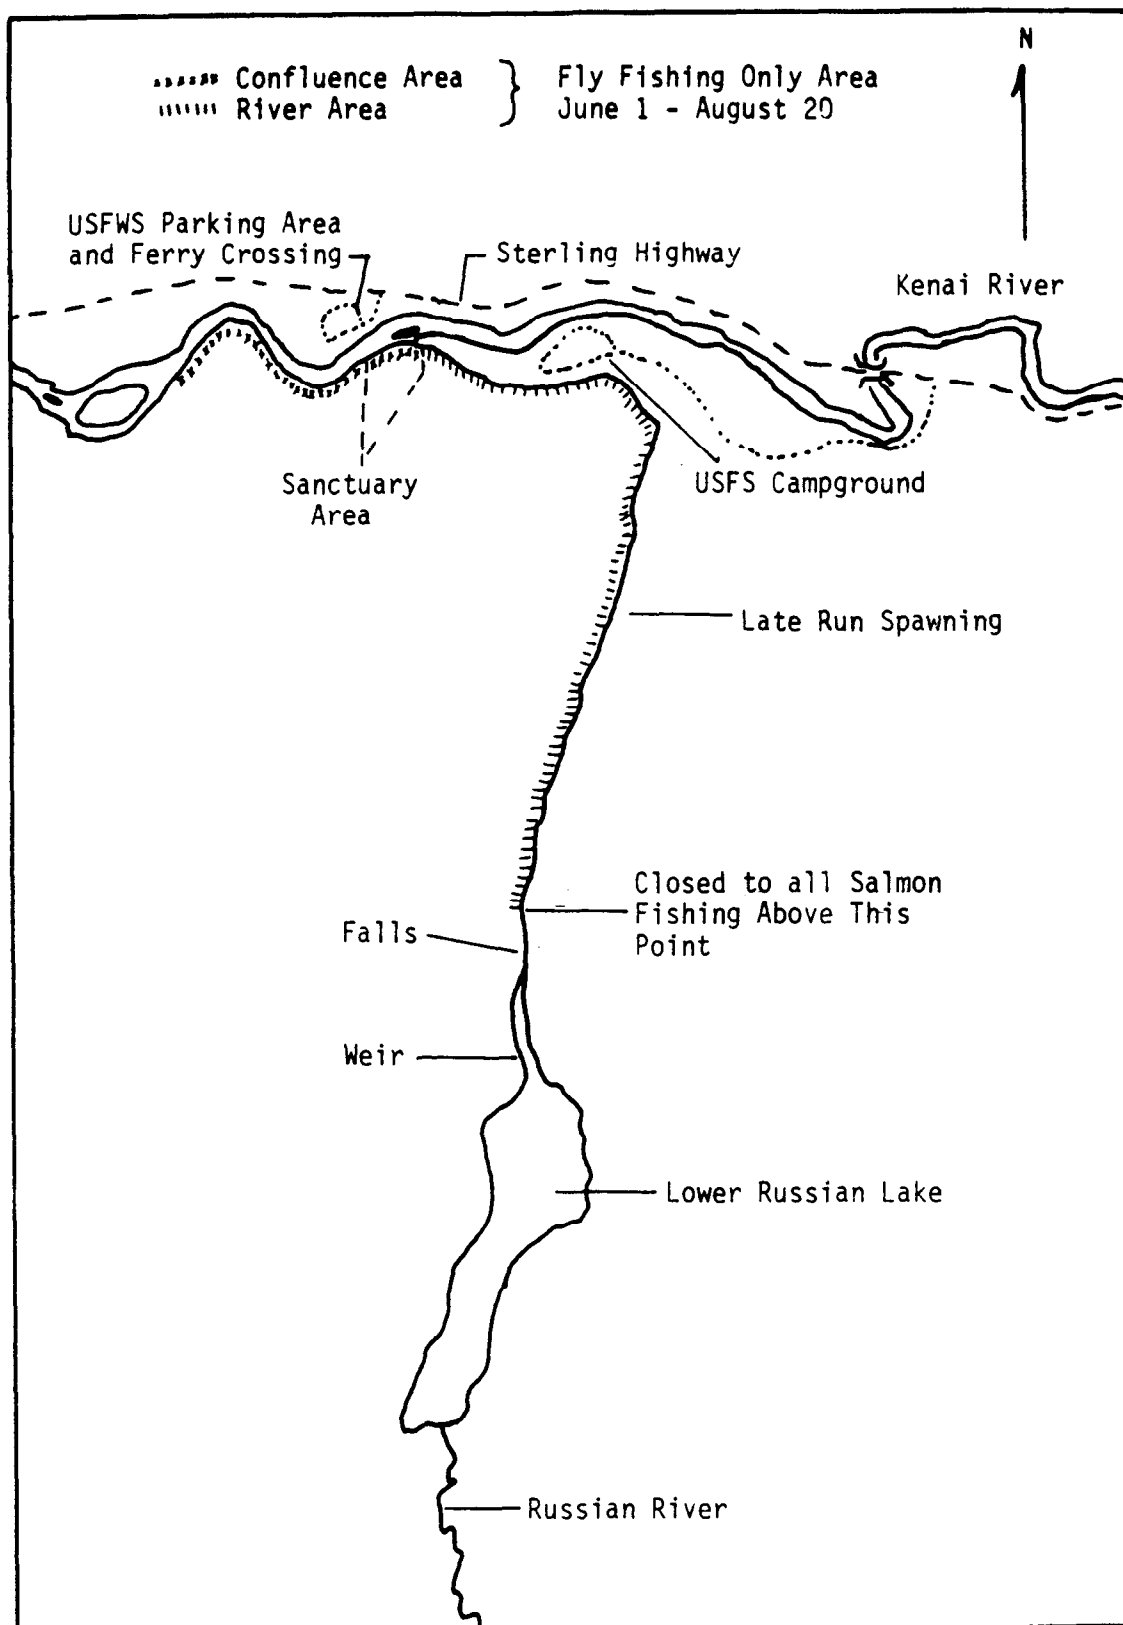 N
Confluence Area
River Area
Fly Fishing Only Area
June 1 - August 20
USFWS Parking Area
and Ferry Crossing
Sterling Highway
Kenai River
Sanctuary
Area
USFS Campground
Late Run Spawning
Closed to all Salmon
Fishing Above This
Point
Falls
Weir
Lower Russian Lake
Russian River